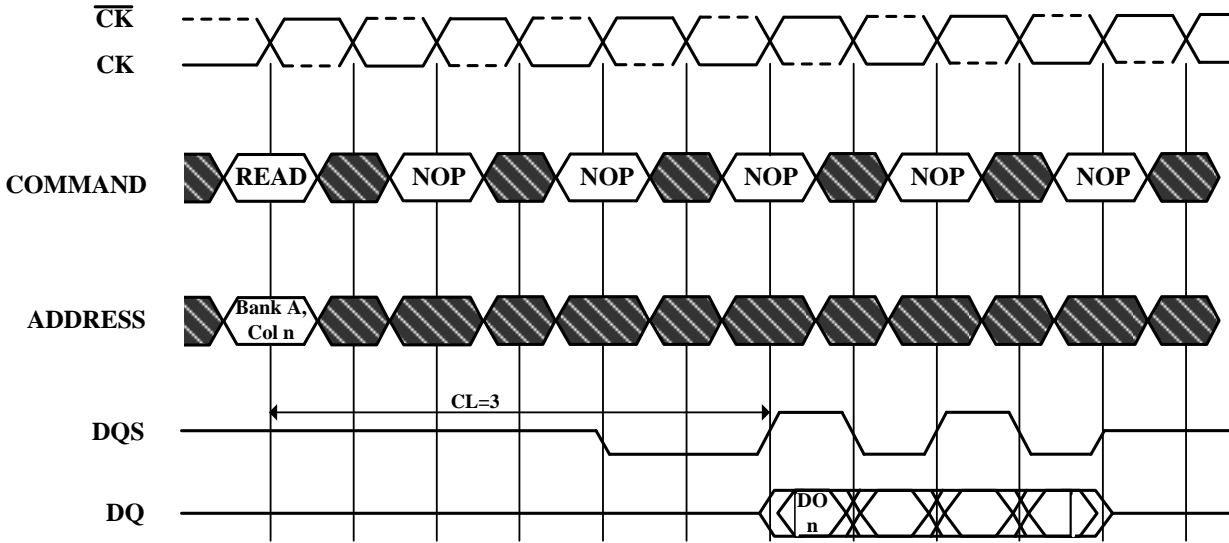 CK
CK
COMMAND
READ NOP NOP NOP NOP NOP
ADDRESS
Bank A,
Col n
CL=3
DQS
DQ
DO
n